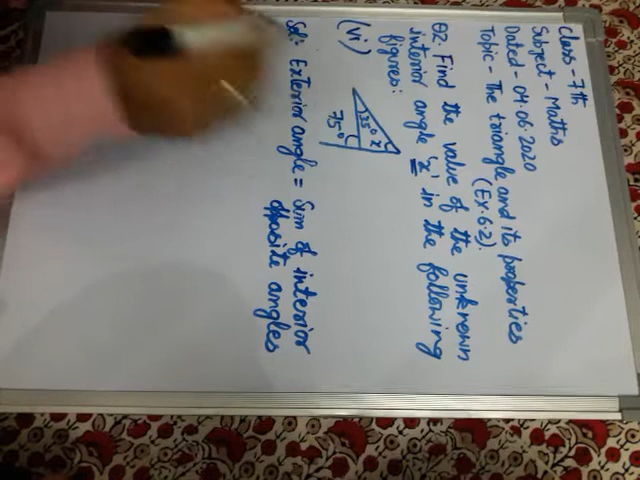 Class - 7th
Subject - Maths
Dated - 04.06.2020
Topic - The triangle and its properties
(Ex. 6.2).
Q2. Find the value of the unknown
interior angle 'x' in the following
figures:
(vi)
35° x
75°
Sol: Exterior angle = Sum of interior
opposite angles